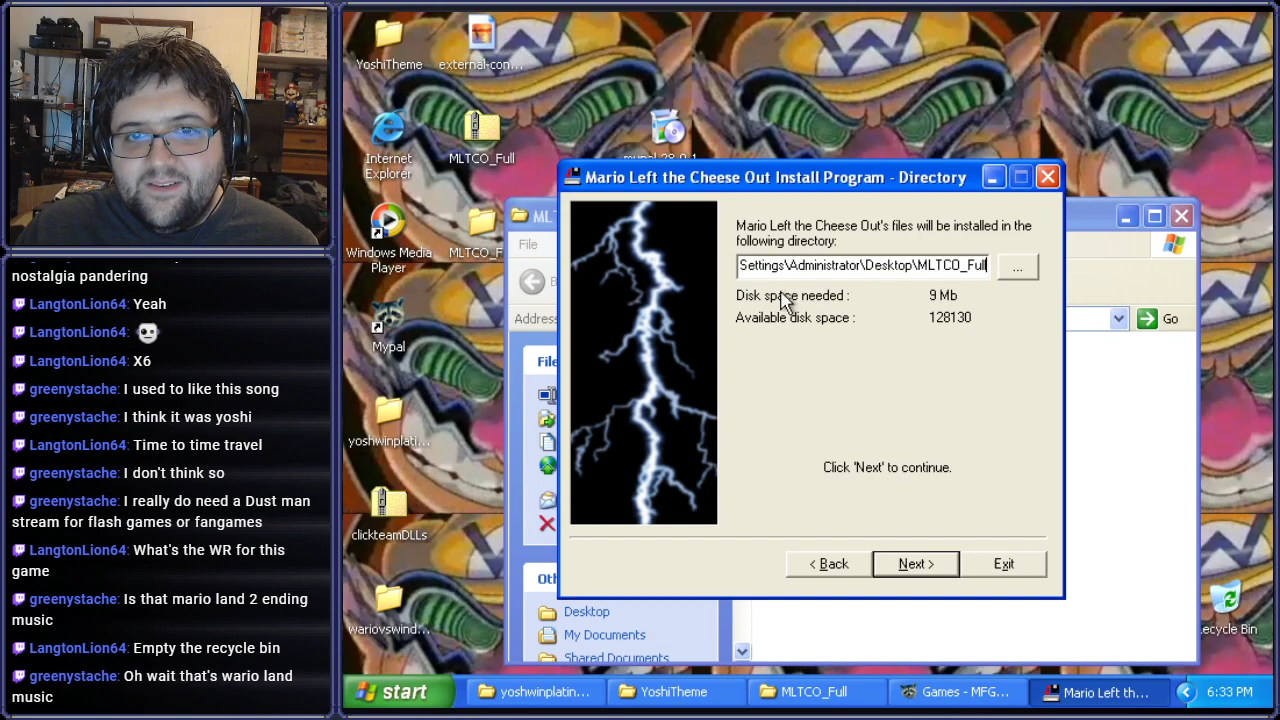 nostalgia pandering
LangtonLion64: Yeah
LangtonLion64:
LangtonLion64: X6
greenystache: I used to like this song
greenystache: I think it was yoshi
LangtonLion64: Time to time travel
greenystache: I don't think so
greenystache: I really do need a Dust man
stream for flash games or fangames
LangtonLion64: What's the WR for this
game
greenystache: Is that mario land 2 ending
music
LangtonLion64: Empty the recycle bin
greenystache: Oh wait that's wario land
music
YoshiTheme
external-con...
Internet
Explorer
MLTCO_Full
Windows Media
Player
MLTCO_F
Mypal
yoshwinplati...
clickteamDLLs
wariovswind...
Recycle Bin
ML
File
Address
Go
File
Oth
Desktop
My Documents
Shared Documents
Mario Left the Cheese Out Install Program - Directory
Mario Left the Cheese Out's files will be installed in the
following directory:
Settings\Administrator\Desktop\MLTCO_Full
...
Disk space needed : 9 Mb
Available disk space : 128130
Click 'Next' to continue.
< Back
Next >
Exit
start
yoshwinplatin...
YoshiTheme
MLTCO_Full
Games - MFG...
Mario Left th...
6:33 PM